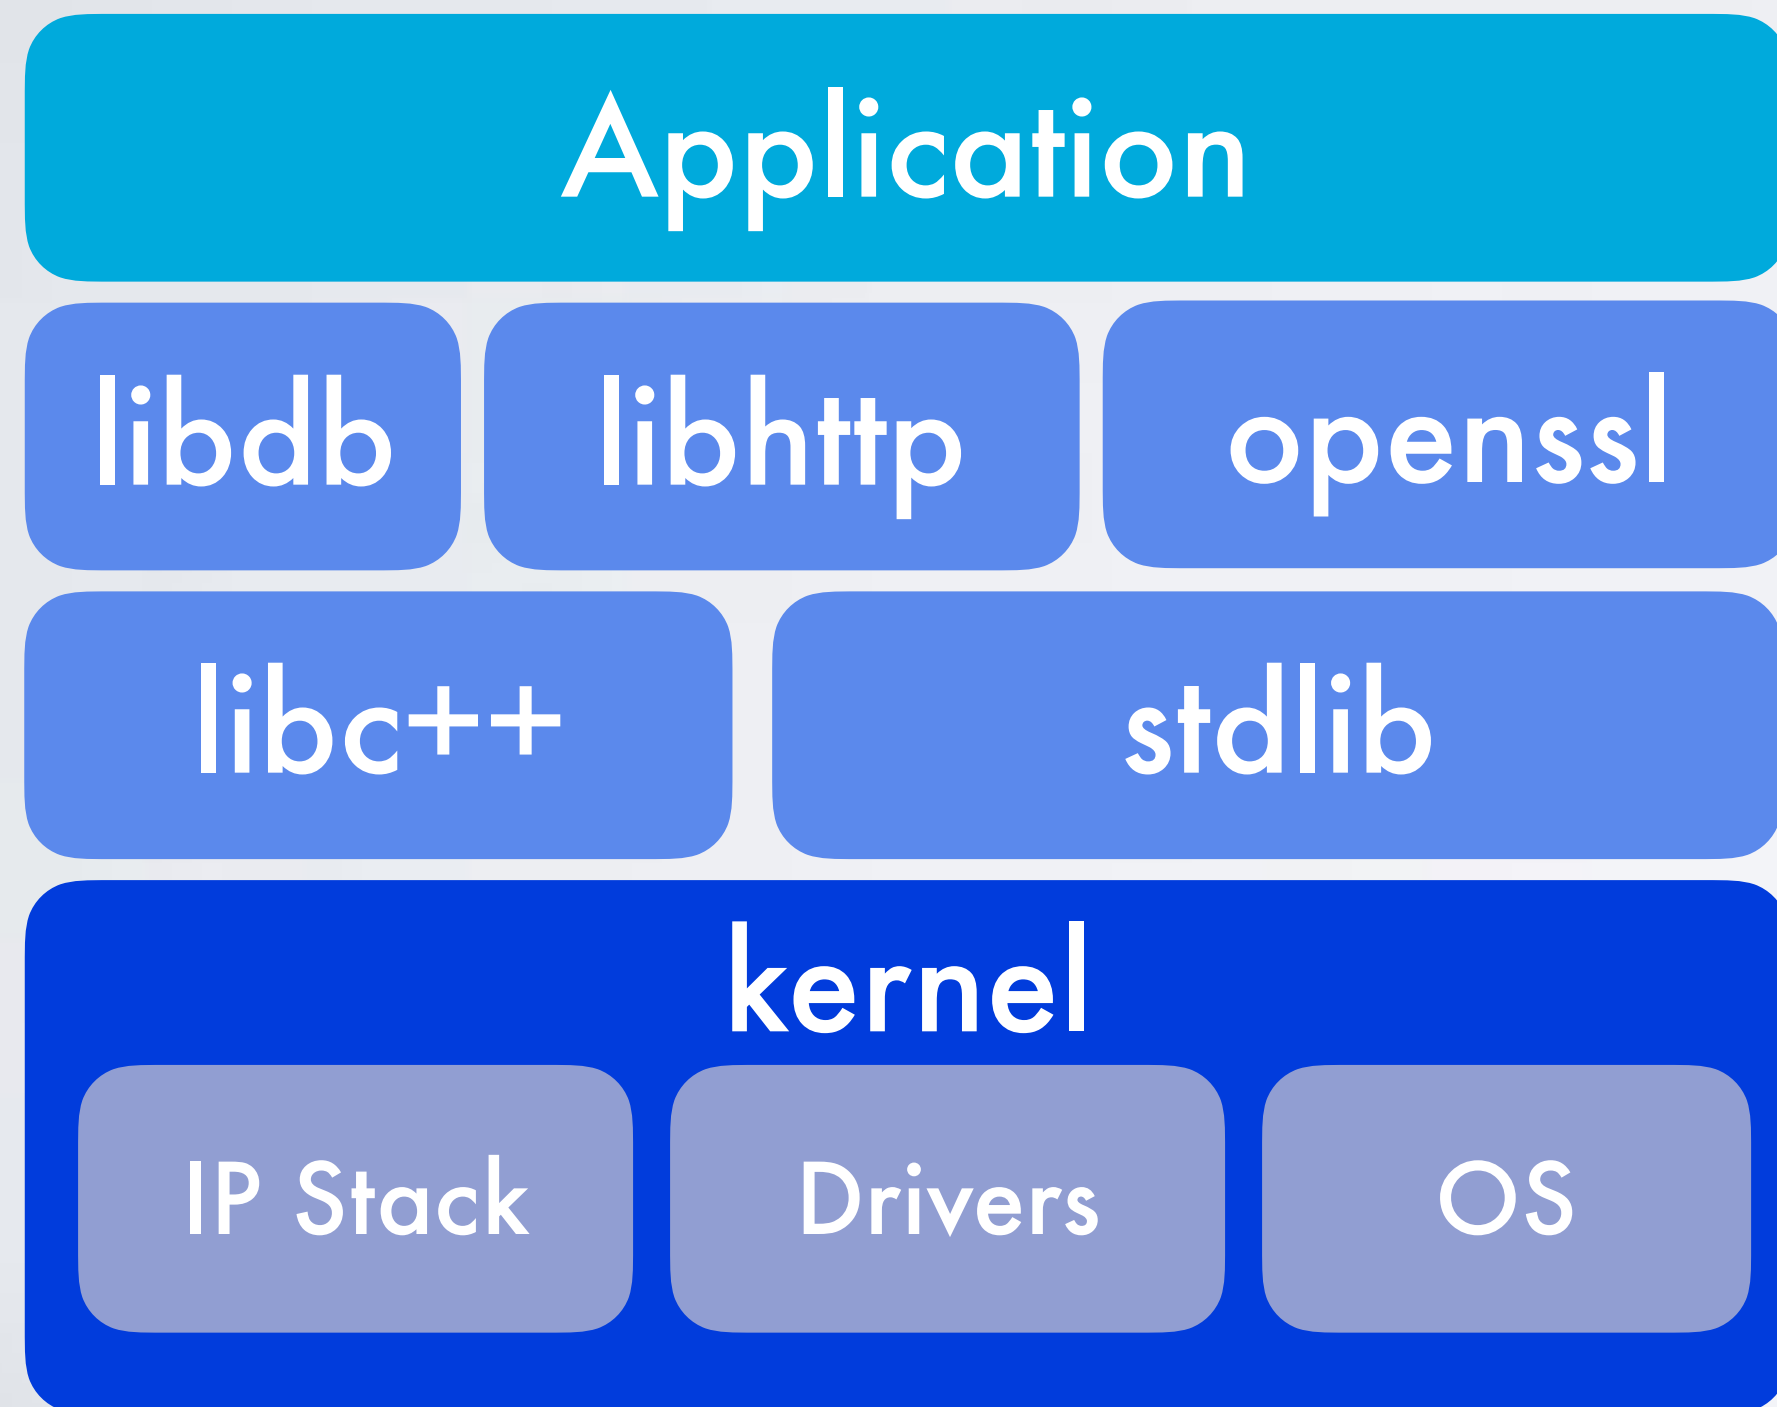 Application
libdb libhttp openssl
libc++ stdlib
kernel
IP Stack Drivers OS